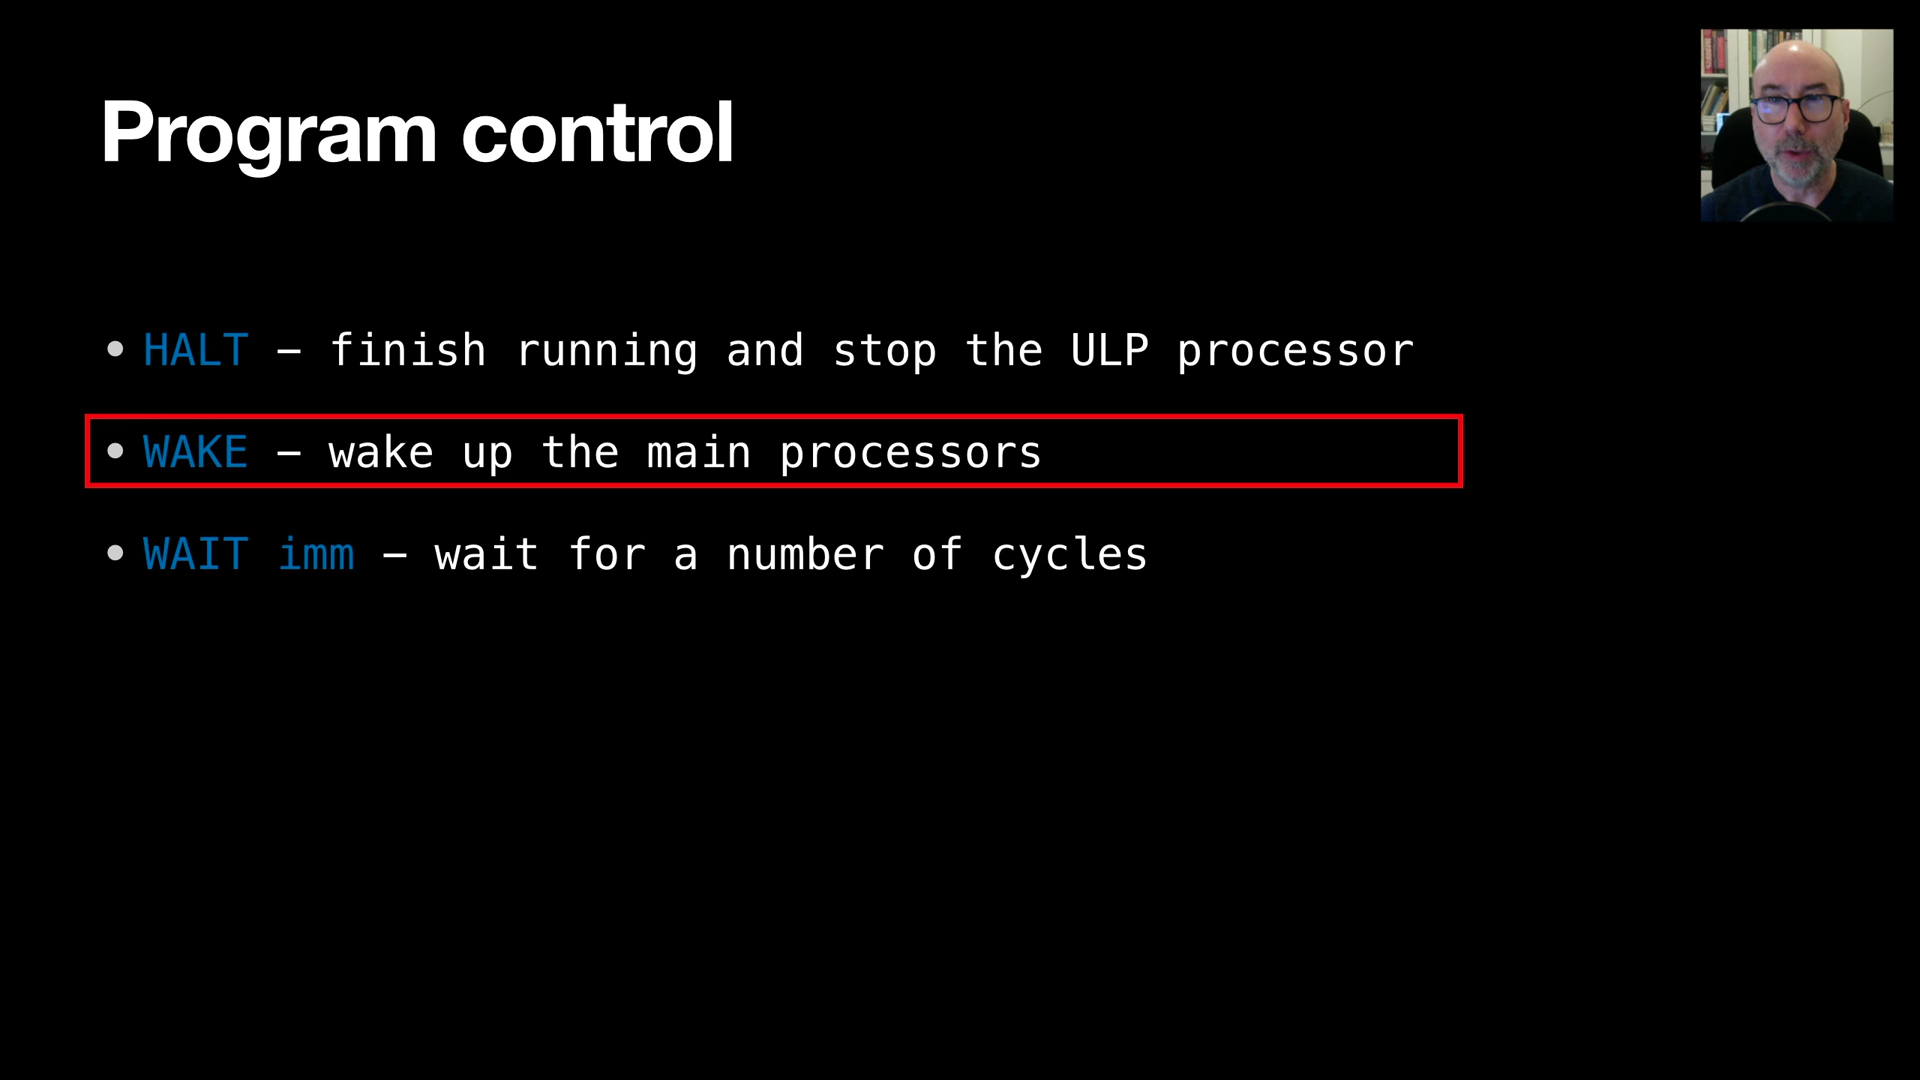 Program control
• HALT – finish running and stop the ULP processor
• WAKE – wake up the main processors
• WAIT imm – wait for a number of cycles